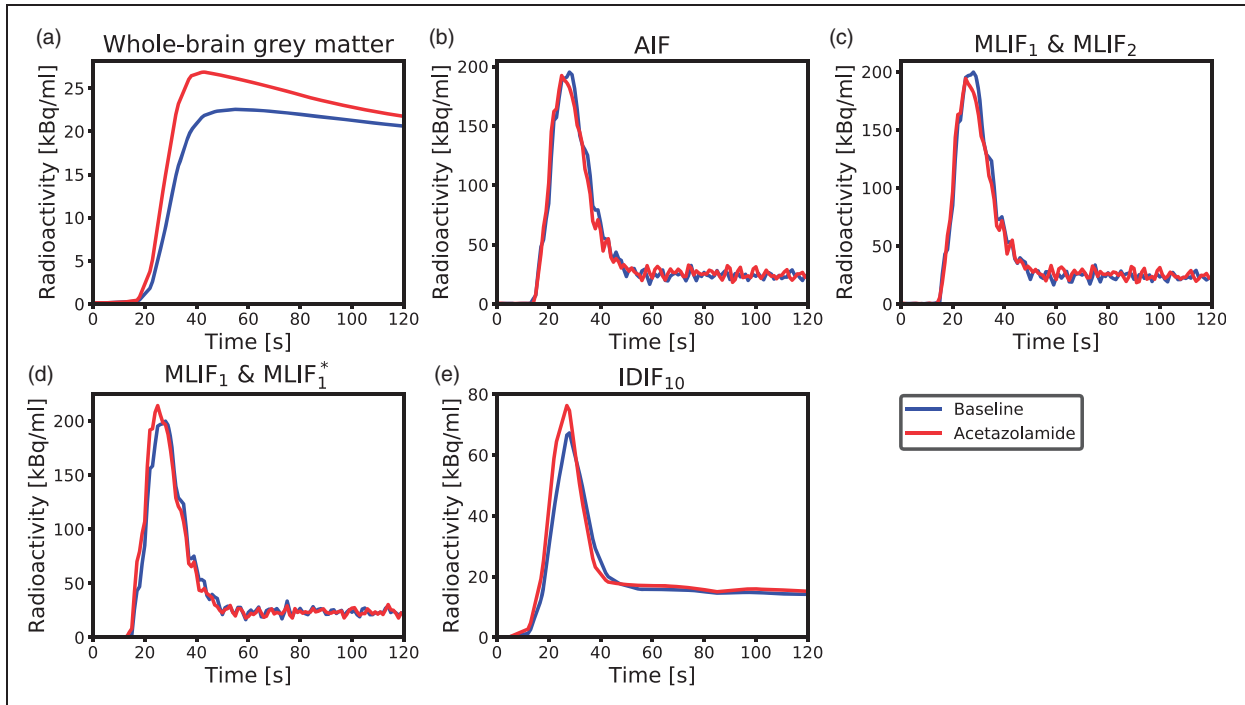 (a) Whole-brain grey matter
Radioactivity [kBq/ml]
25
20
15
10
5
0
0 20 40 60 80 100 120
Time [s]
(b) AIF
Radioactivity [kBq/ml]
200
150
100
50
0
0 20 40 60 80 100 120
Time [s]
(c) MLIF₁ & MLIF₂
Radioactivity [kBq/ml]
200
150
100
50
0
0 20 40 60 80 100 120
Time [s]
(d) MLIF₁ & MLIF₁*
Radioactivity [kBq/ml]
200
150
100
50
0
0 20 40 60 80 100 120
Time [s]
(e) IDIF₁₀
Radioactivity [kBq/ml]
80
60
40
20
0
0 20 40 60 80 100 120
Time [s]
Baseline
Acetazolamide